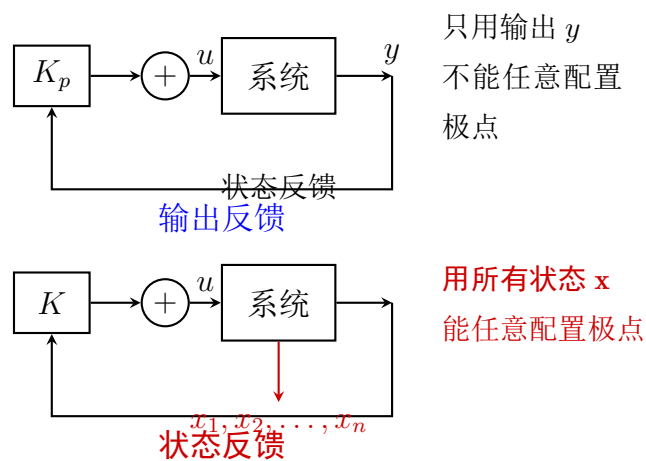 K_p
+
u
系统
y
只用输出 y
不能任意配置
极点
状态反馈
输出反馈
K
+
u
系统
用所有状态 x
能任意配置极点
x_1, x_2, ..., x_n
状态反馈